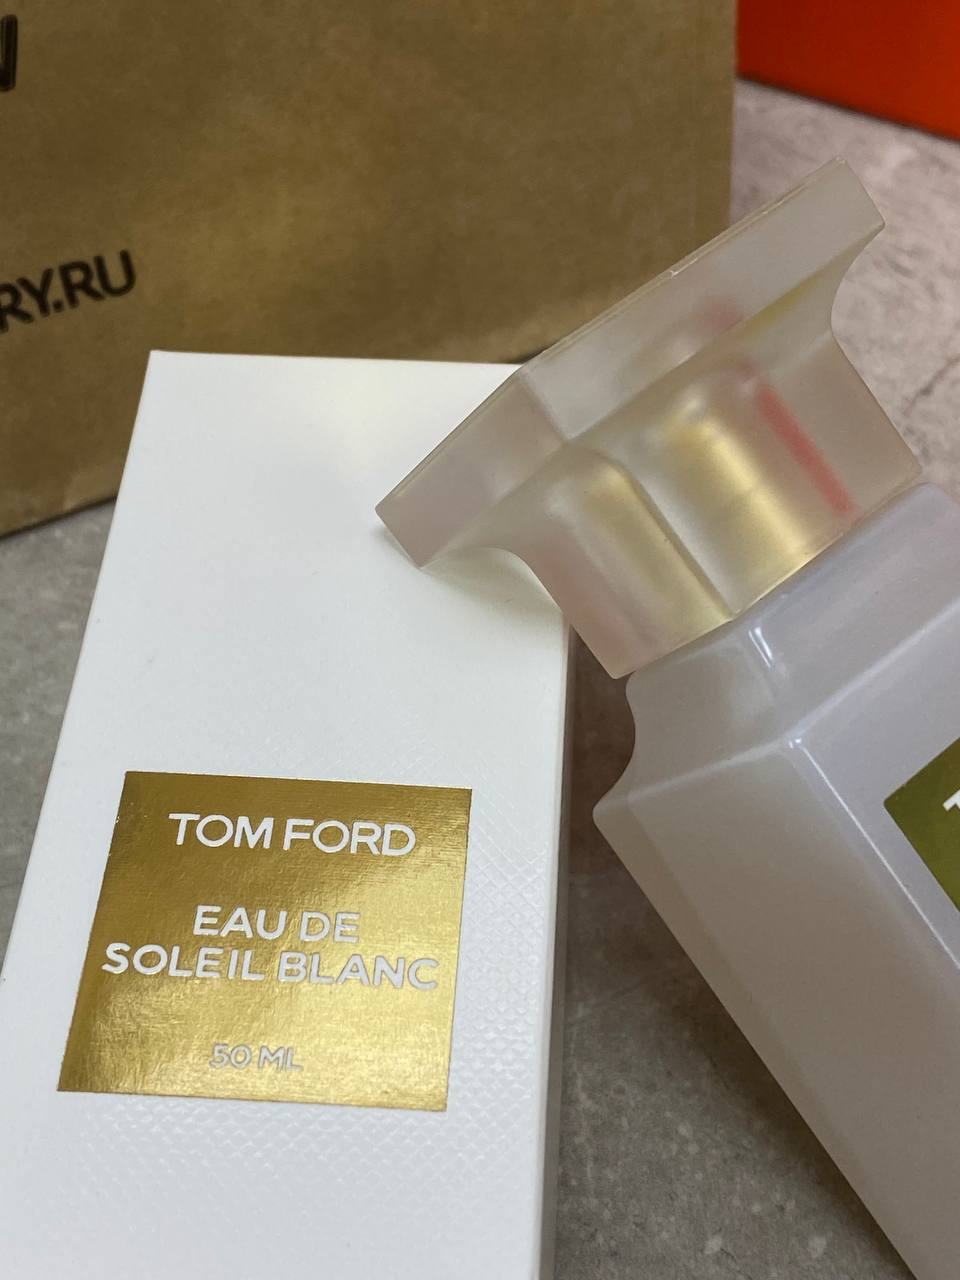 RY.RU
TOM FORD
EAU DE
SOLEIL BLANC
50 ML